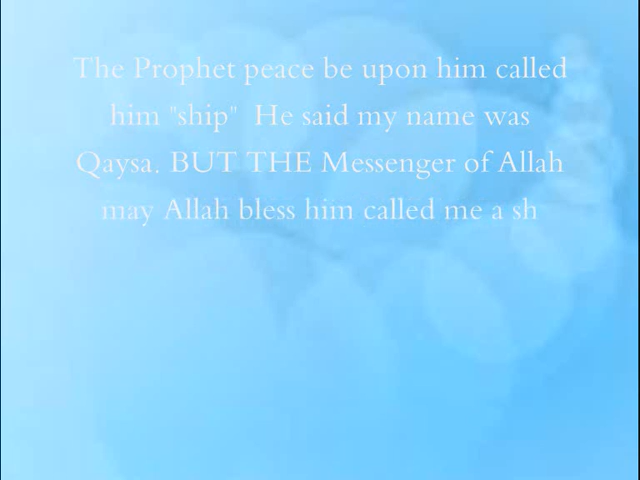 The Prophet peace be upon him called
him "ship" He said my name was
Qaysa. BUT THE Messenger of Allah
may Allah bless him called me a sh